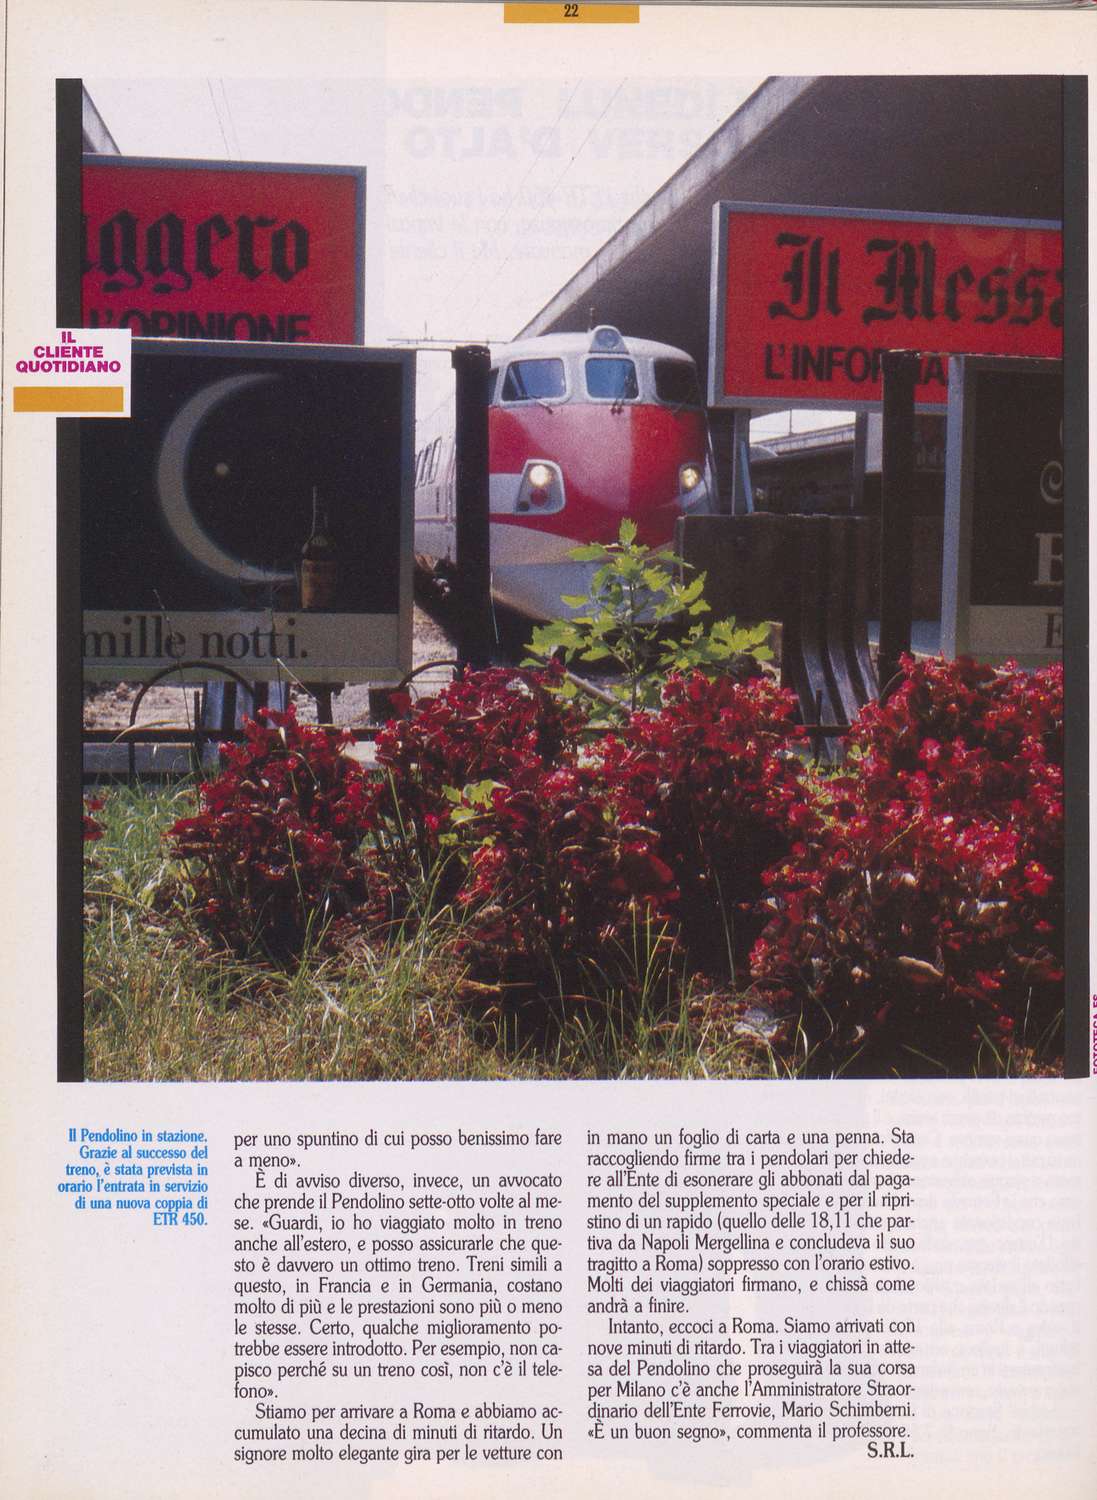 22
aggero
L'OPINIONE
Il Messa
L'INFOR
IL
CLIENTE
QUOTIDIANO
mille notti.
FOTOTECA FS
Il Pendolino in stazione.
Grazie al successo del
treno, è stata prevista in
orario l'entrata in servizio
di una nuova coppia di
ETR 450.
per uno spuntino di cui posso benissimo fare
a meno».
È di avviso diverso, invece, un avvocato
che prende il Pendolino sette-otto volte al me-
se. «Guardi, io ho viaggiato molto in treno
anche all'estero, e posso assicurarle che que-
sto è davvero un ottimo treno. Treni simili a
questo, in Francia e in Germania, costano
molto di più e le prestazioni sono più o meno
le stesse. Certo, qualche miglioramento po-
trebbe essere introdotto. Per esempio, non ca-
pisco perché su un treno così, non c'è il tele-
fono».
Stiamo per arrivare a Roma e abbiamo ac-
cumulato una decina di minuti di ritardo. Un
signore molto elegante gira per le vetture con
in mano un foglio di carta e una penna. Sta
raccogliendo firme tra i pendolari per chiede-
re all'Ente di esonerare gli abbonati dal paga-
mento del supplemento speciale e per il ripri-
stino di un rapido (quello delle 18,11 che par-
tiva da Napoli Mergellina e concludeva il suo
tragitto a Roma) soppresso con l'orario estivo.
Molti dei viaggiatori firmano, e chissà come
andrà a finire.
Intanto, eccoci a Roma. Siamo arrivati con
nove minuti di ritardo. Tra i viaggiatori in atte-
sa del Pendolino che proseguirà la sua corsa
per Milano c'è anche l'Amministratore Straor-
dinario dell'Ente Ferrovie, Mario Schimberni.
«È un buon segno», commenta il professore.
S.R.L.